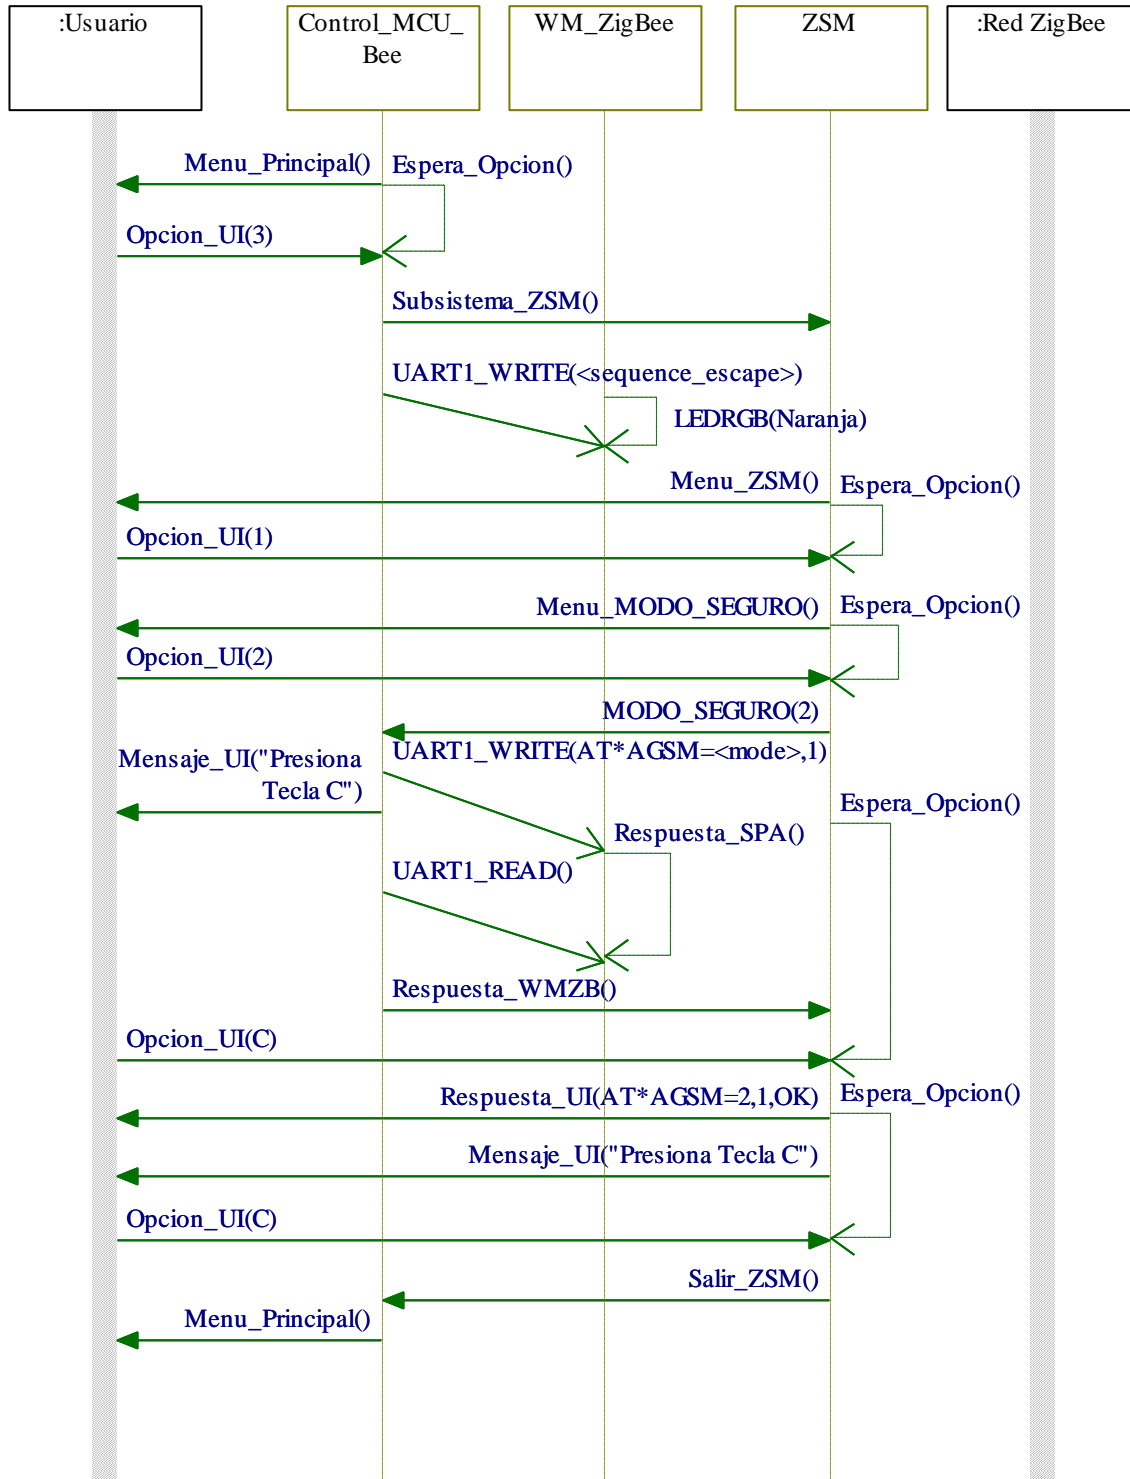 :Usuario
Control_MCU_
Bee
WM_ZigBee
ZSM
:Red ZigBee
Menu_Principal()
Espera_Opcion()
Opcion_UI(3)
Subsistema_ZSM()
UART1_WRITE(<sequence_escape>)
LEDRGB(Naranja)
Menu_ZSM()
Espera_Opcion()
Opcion_UI(1)
Menu_MODO_SEGURO()
Espera_Opcion()
Opcion_UI(2)
MODO_SEGURO(2)
UART1_WRITE(AT*AGSM=<mode>,1)
Mensaje_UI("Presiona
Tecla C")
Espera_Opcion()
Respuesta_SPA()
UART1_READ()
Respuesta_WMZB()
Opcion_UI(C)
Respuesta_UI(AT*AGSM=2,1,OK)
Espera_Opcion()
Mensaje_UI("Presiona Tecla C")
Opcion_UI(C)
Salir_ZSM()
Menu_Principal()